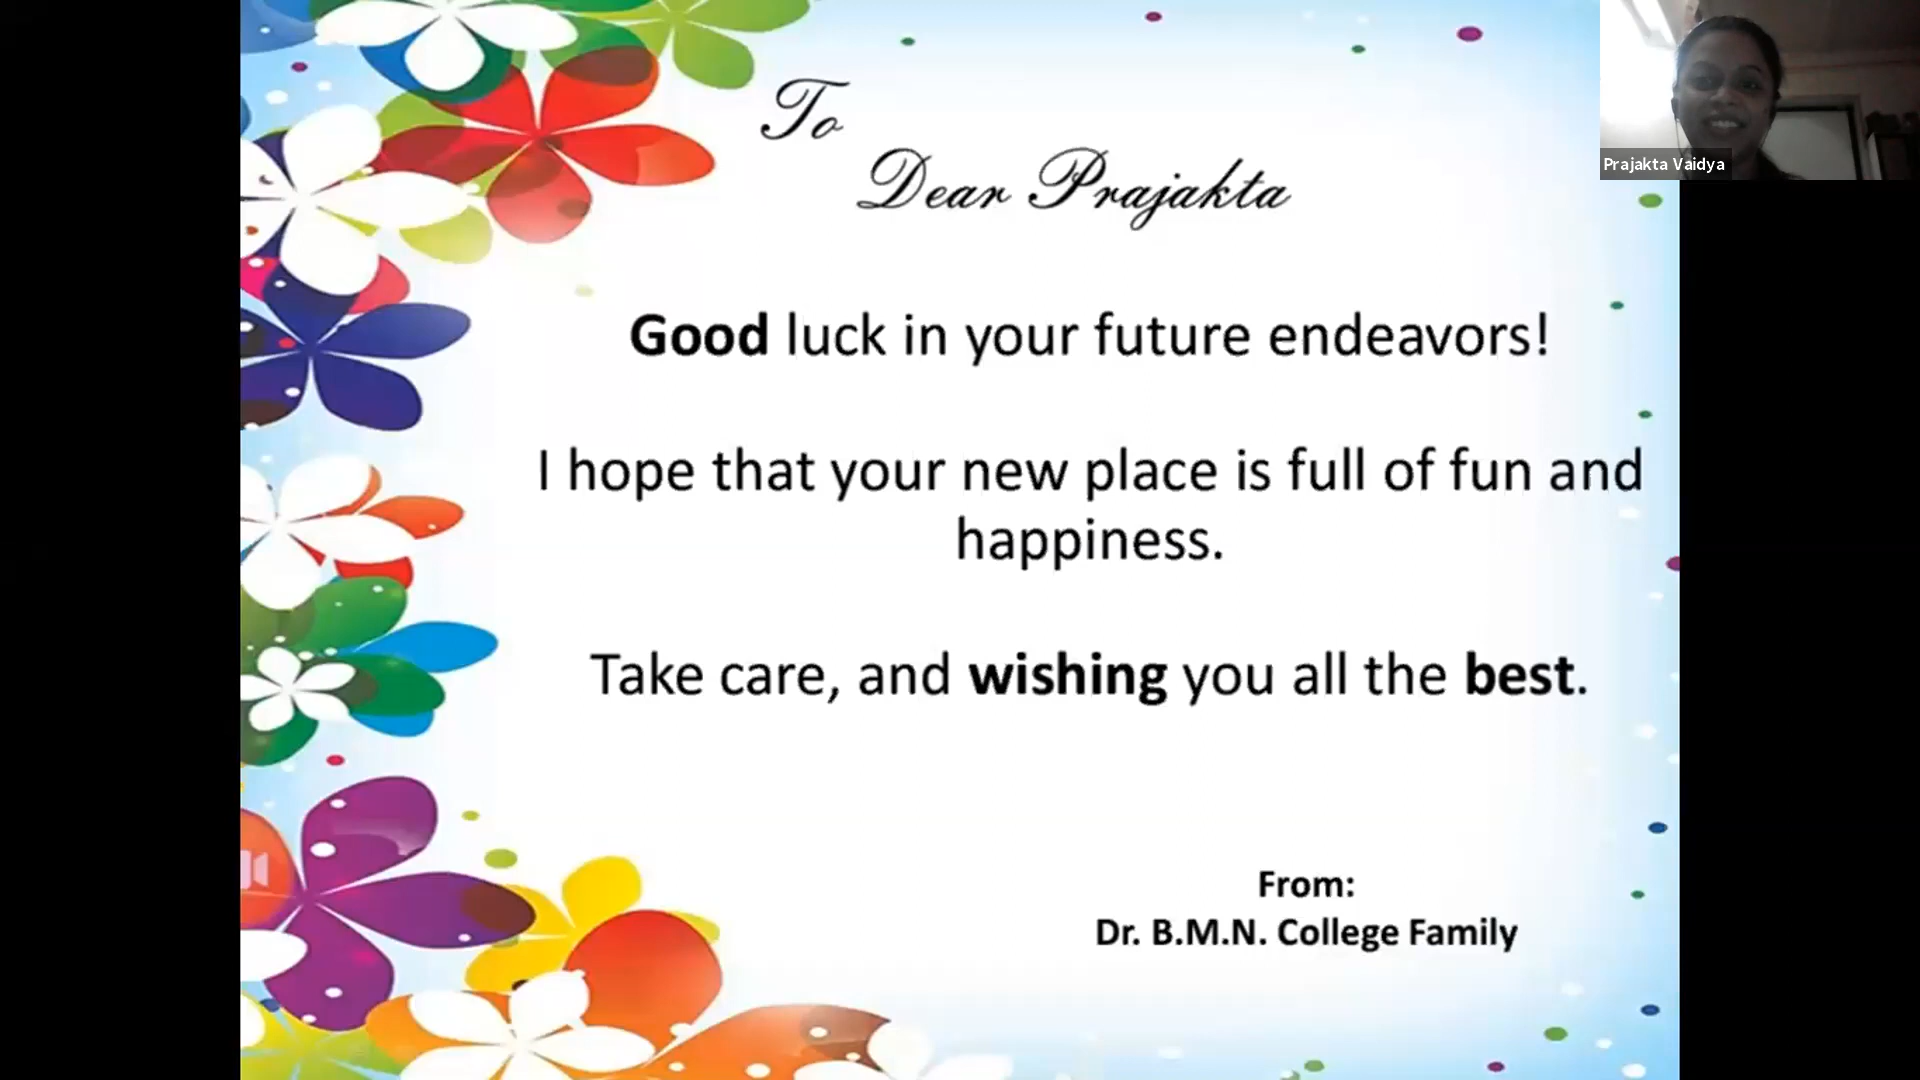 To
Dear Prajakta
Good luck in your future endeavors!
I hope that your new place is full of fun and
happiness.
Take care, and wishing you all the best.
From:
Dr. B.M.N. College Family
Prajakta Vaidya